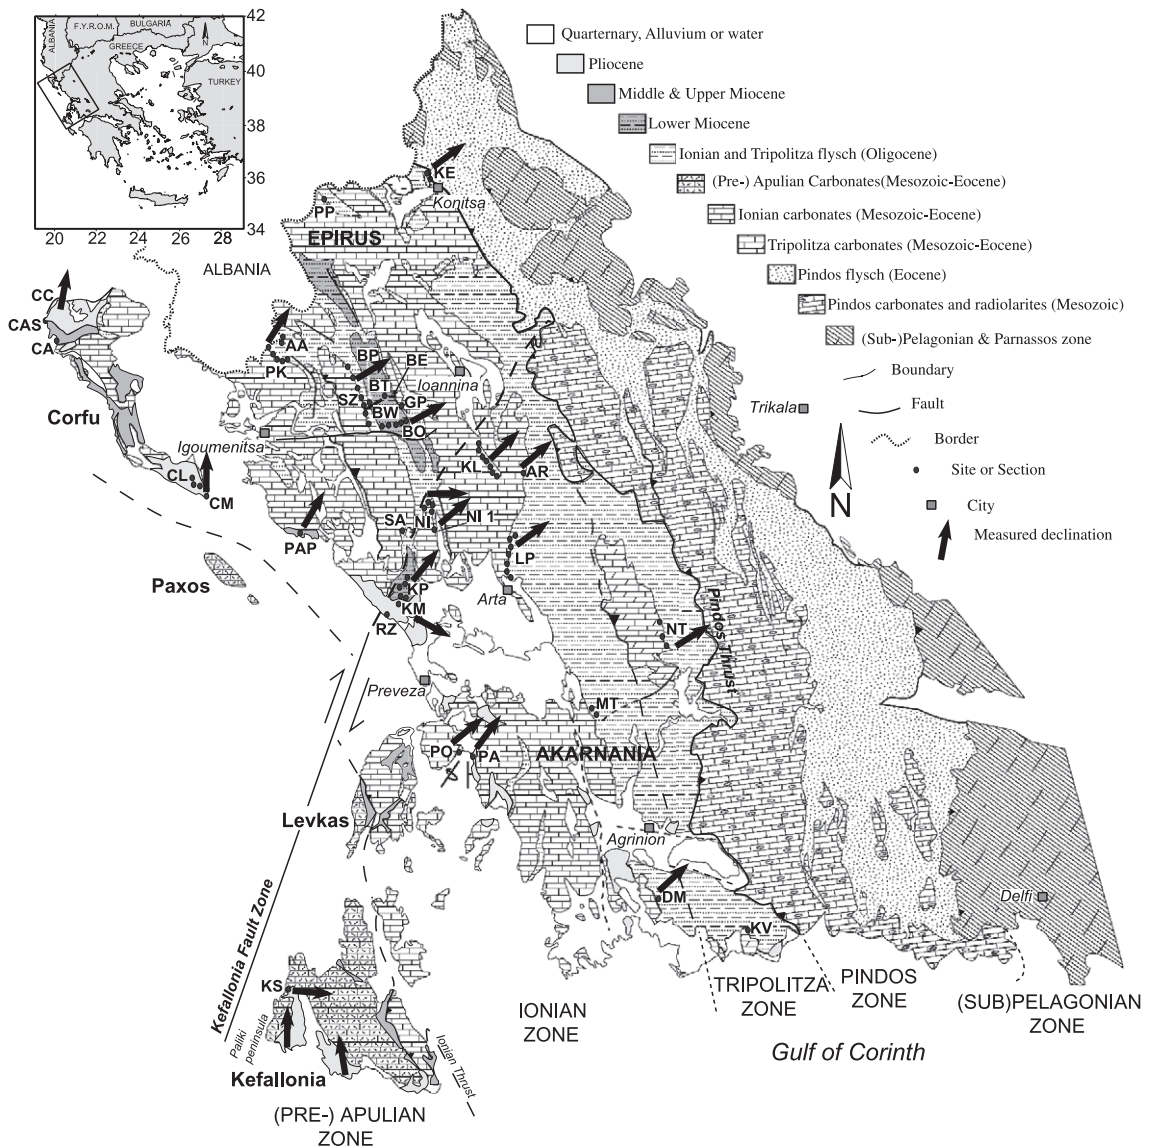 42
40
38
36
34
20
22
24
26
28
ALBANIA
F.Y.R.O.M.
BULGARIA
GREECE
TURKEY
N
Quarternary, Alluvium or water
Pliocene
Middle & Upper Miocene
Lower Miocene
Ionian and Tripolitza flysch (Oligocene)
(Pre-) Apulian Carbonates(Mesozoic-Eocene)
Ionian carbonates (Mesozoic-Eocene)
Tripolitza carbonates (Mesozoic-Eocene)
Pindos flysch (Eocene)
Pindos carbonates and radiolarites (Mesozoic)
(Sub-)Pelagonian & Parnassos zone
Boundary
Fault
Border
Site or Section
City
Measured declination
N
KE
Konitsa
PP
EPIRUS
ALBANIA
CC
CAS
CA
AA
PK
BP
BE
BT
Ioannina
SZ
GP
BW
BO
Trikala
Corfu
Igoumenitsa
CL
CM
KL
AR
SA
NI
NI 1
PAP
LP
Paxos
KP
KM
Arta
RZ
NT
Pindos Thrust
Preveza
MT
PO
PA
AKARNANIA
Levkas
Agrinion
DM
KV
Delfi
Kefallonia Fault Zone
KS
Paliki
peninsula
Kefallonia
Ionian Thrust
(PRE-) APULIAN
ZONE
IONIAN
ZONE
TRIPOLITZA
ZONE
PINDOS
ZONE
(SUB)PELAGONIAN
ZONE
Gulf of Corinth